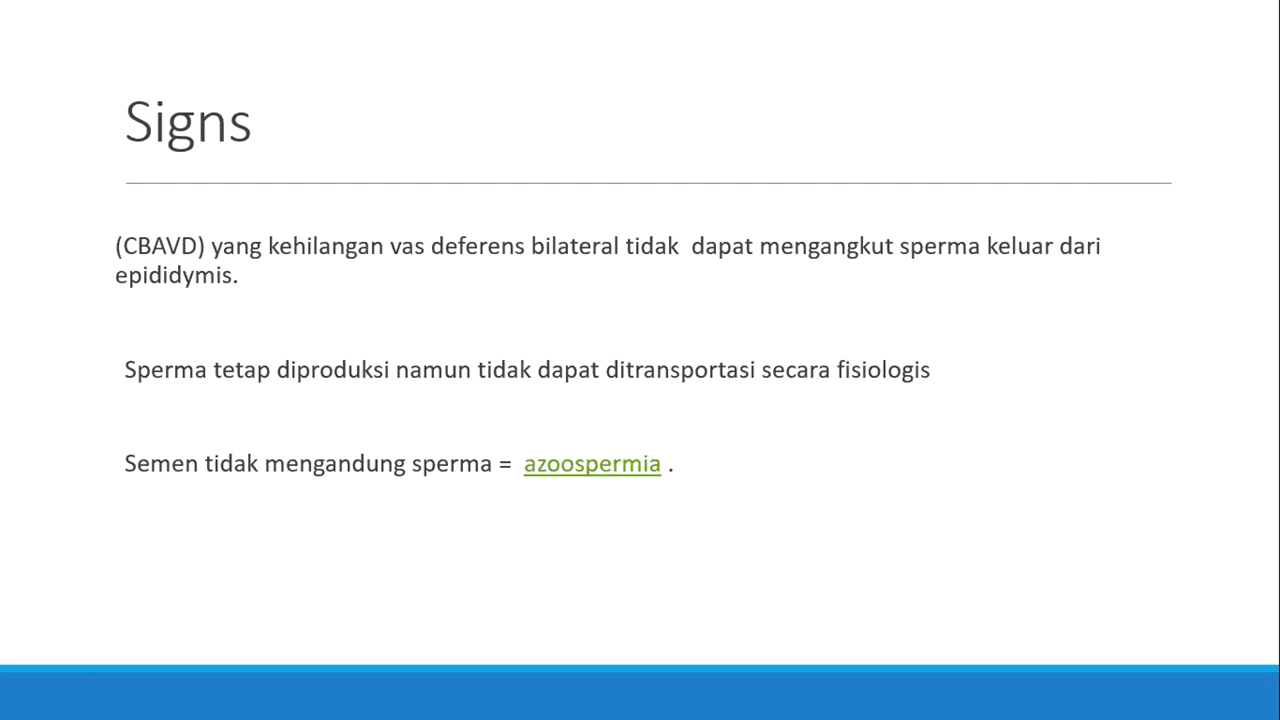 Signs
(CBAVD) yang kehilangan vas deferens bilateral tidak  dapat mengangkut sperma keluar dari
epididymis.
Sperma tetap diproduksi namun tidak dapat ditransportasi secara fisiologis
Semen tidak mengandung sperma =  azoospermia .